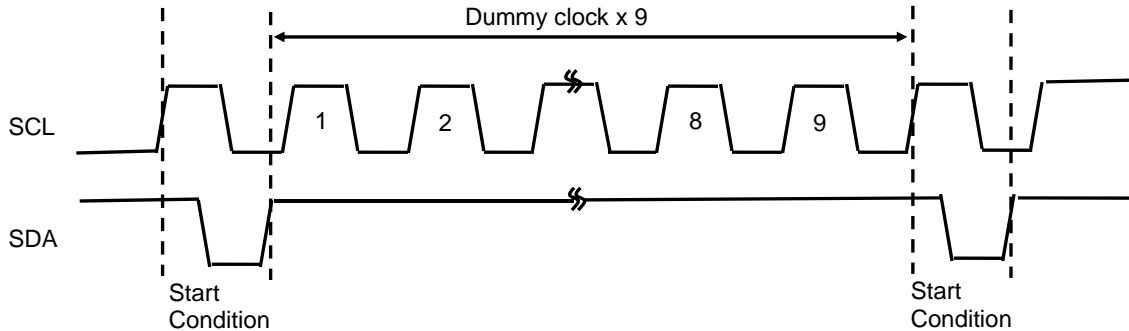 Dummy clock x 9
SCL
1
2
8
9
SDA
Start
Condition
Start
Condition